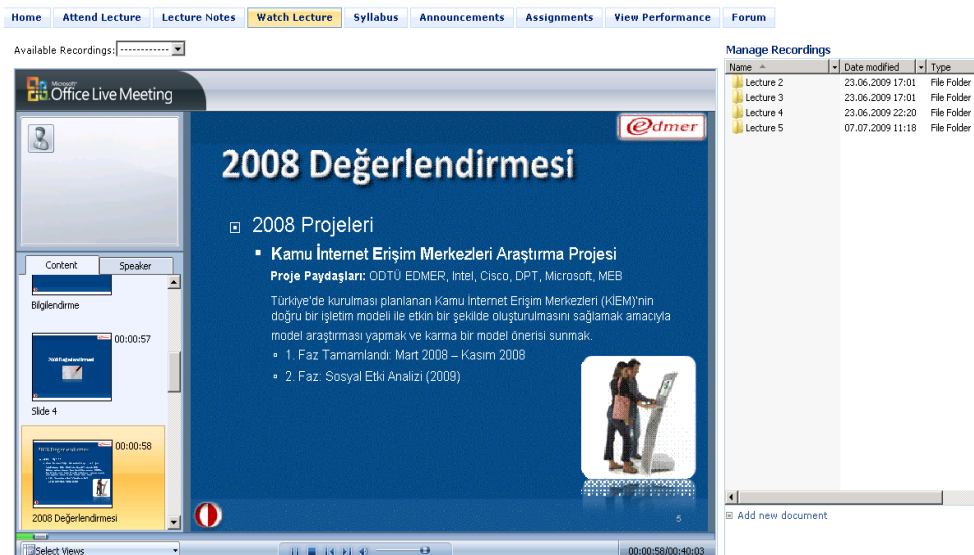 Home Attend Lecture Lecture Notes Watch Lecture Syllabus Announcements Assignments View Performance Forum
Available Recordings: ------------
Microsoft
Office Live Meeting
Content Speaker
Bilgilendirme
2008 Değerlendirmesi
00:00:57
Slide 4
2008 Değerlendirmesi
00:00:58
2008 Değerlendirmesi
edmer
2008 Değerlendirmesi
2008 Projeleri
Kamu İnternet Erişim Merkezleri Araştırma Projesi
Proje Paydaşları: ODTÜ EDMER, Intel, Cisco, DPT, Microsoft, MEB
Türkiye'de kurulması planlanan Kamu İnternet Erişim Merkezleri (KİEM)'nin
doğru bir işletim modeli ile etkin bir şekilde oluşturulmasını sağlamak amacıyla
model araştırması yapmak ve karma bir model önerisi sunmak.
1. Faz Tamamlandı: Mart 2008 – Kasım 2008
2. Faz: Sosyal Etki Analizi (2009)
5
Select Views
00:00:58/00:40:03
Manage Recordings
Name Date modified Type
Lecture 2 23.06.2009 17:01 File Folder
Lecture 3 23.06.2009 17:01 File Folder
Lecture 4 23.06.2009 22:20 File Folder
Lecture 5 07.07.2009 11:18 File Folder
Add new document